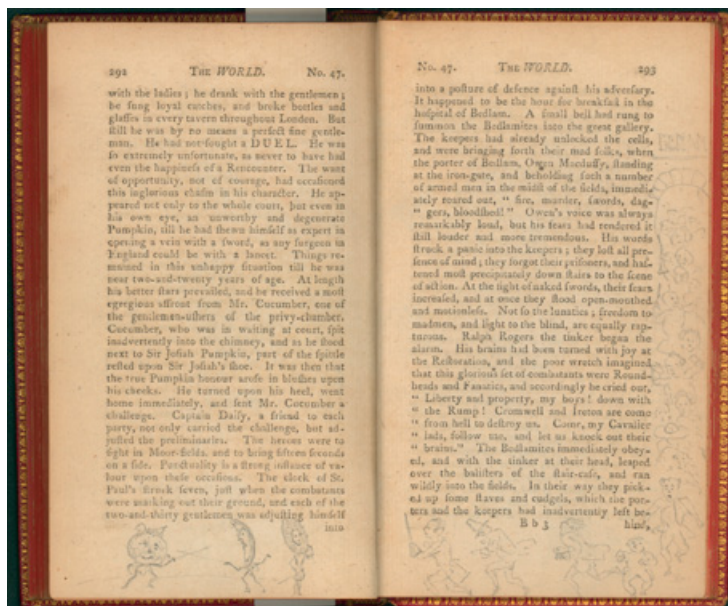 292 THE WORLD. No. 47.
with the ladies; he drank with the gentlemen;
he sung loyal catches, and broke bottles and
glaſſes in every tavern throughout London. But
ſtill he was by no means a perfect fine gentle-
man. He had not fought a DUEL. He was
ſo extremely unfortunate, as never to have had
even the happineſs of a Rencounter. The want
of opportunity, not of courage, had occaſioned
this inglorious chaſm in his character. He ap-
peared not only to the whole court, but even in
his own eye, an unworthy and degenerate
Pumpkin, till he had ſhewn himſelf as expert in
opening a vein with a ſword, as any ſurgeon in
England could be with a lancet. Things re-
mained in this unhappy ſituation till he was
near two-and-twenty years of age. At length
his better ſtars prevailed, and he received a moſt
egregious affront from Mr. Cucumber, one of
the gentlemen-uſhers of the privy-chamber.
Cucumber, who was in waiting at court, ſpit
inadvertently into the chimney, and as he ſtood
next to Sir Joſiah Pumpkin, part of the ſpittle
reſted upon Sir Joſiah's ſhoe. It was then that
the true Pumpkin honour aroſe in bluſhes upon
his cheeks. He turned upon his heel, went
home immediately, and ſent Mr. Cucumber a
challenge. Captain Daiſy, a friend to each
party, not only carried the challenge, but ad-
juſted the preliminaries. The heroes were to
fight in Moor-fields, and to bring fifteen ſeconds
on a ſide. Punctuality is a ſtrong inſtance of va-
lour upon theſe occaſions. The clock of St.
Paul's ſtruck ſeven, juſt when the combatants
were marking out their ground, and each of the
two-and-thirty gentlemen was adjuſting himſelf
into
No. 47. THE WORLD. 293
into a poſture of defence againſt his adverſary.
It happened to be the hour for breakfaſt in the
hoſpital of Bedlam. A ſmall bell had rung to
ſummon the Bedlamites into the great gallery.
The keepers had already unlocked the cells,
and were bringing forth their mad folks, when
the porter of Bedlam, Owen Macduffy, ſtanding
at the iron-gate, and beholding ſuch a number
of armed men in the midſt of the fields, immedi-
ately roared out, " fire, murder, ſwords, dag-
" gers, bloodſhed!" Owen's voice was always
remarkably loud, but his fears had rendered it
ſtill louder and more tremendous. His words
ſtruck a panic into the keepers; they loſt all pre-
ſence of mind; they forgot their priſoners, and haſ-
tened moſt precipitately down ſtairs to the ſcene
of action. At the ſight of naked ſwords, their fears
increaſed, and at once they ſtood open-mouthed
and motionleſs. Not ſo the lunatics; freedom to
madmen, and light to the blind, are equally rap-
turous. Ralph Rogers the tinker began the
alarm. His brains had been turned with joy at
the Reſtoration, and the poor wretch imagined
that this glorious ſet of combatants were Round-
heads and Fanatics, and accordingly he cried out,
" Liberty and property, my boys! down with
" the Rump! Cromwell and Ireton are come
" from hell to deſtroy us. Come, my Cavalier
" lads, follow me, and let us knock out their
" brains." The Bedlamites immediately obey-
ed, and with the tinker at their head, leaped
over the baliſters of the ſtair-caſe, and ran
wildly into the fields. In their way they pick-
ed up ſome ſtaves and cudgels, which the por-
ters and the keepers had inadvertently left be-
B b 3 hind,